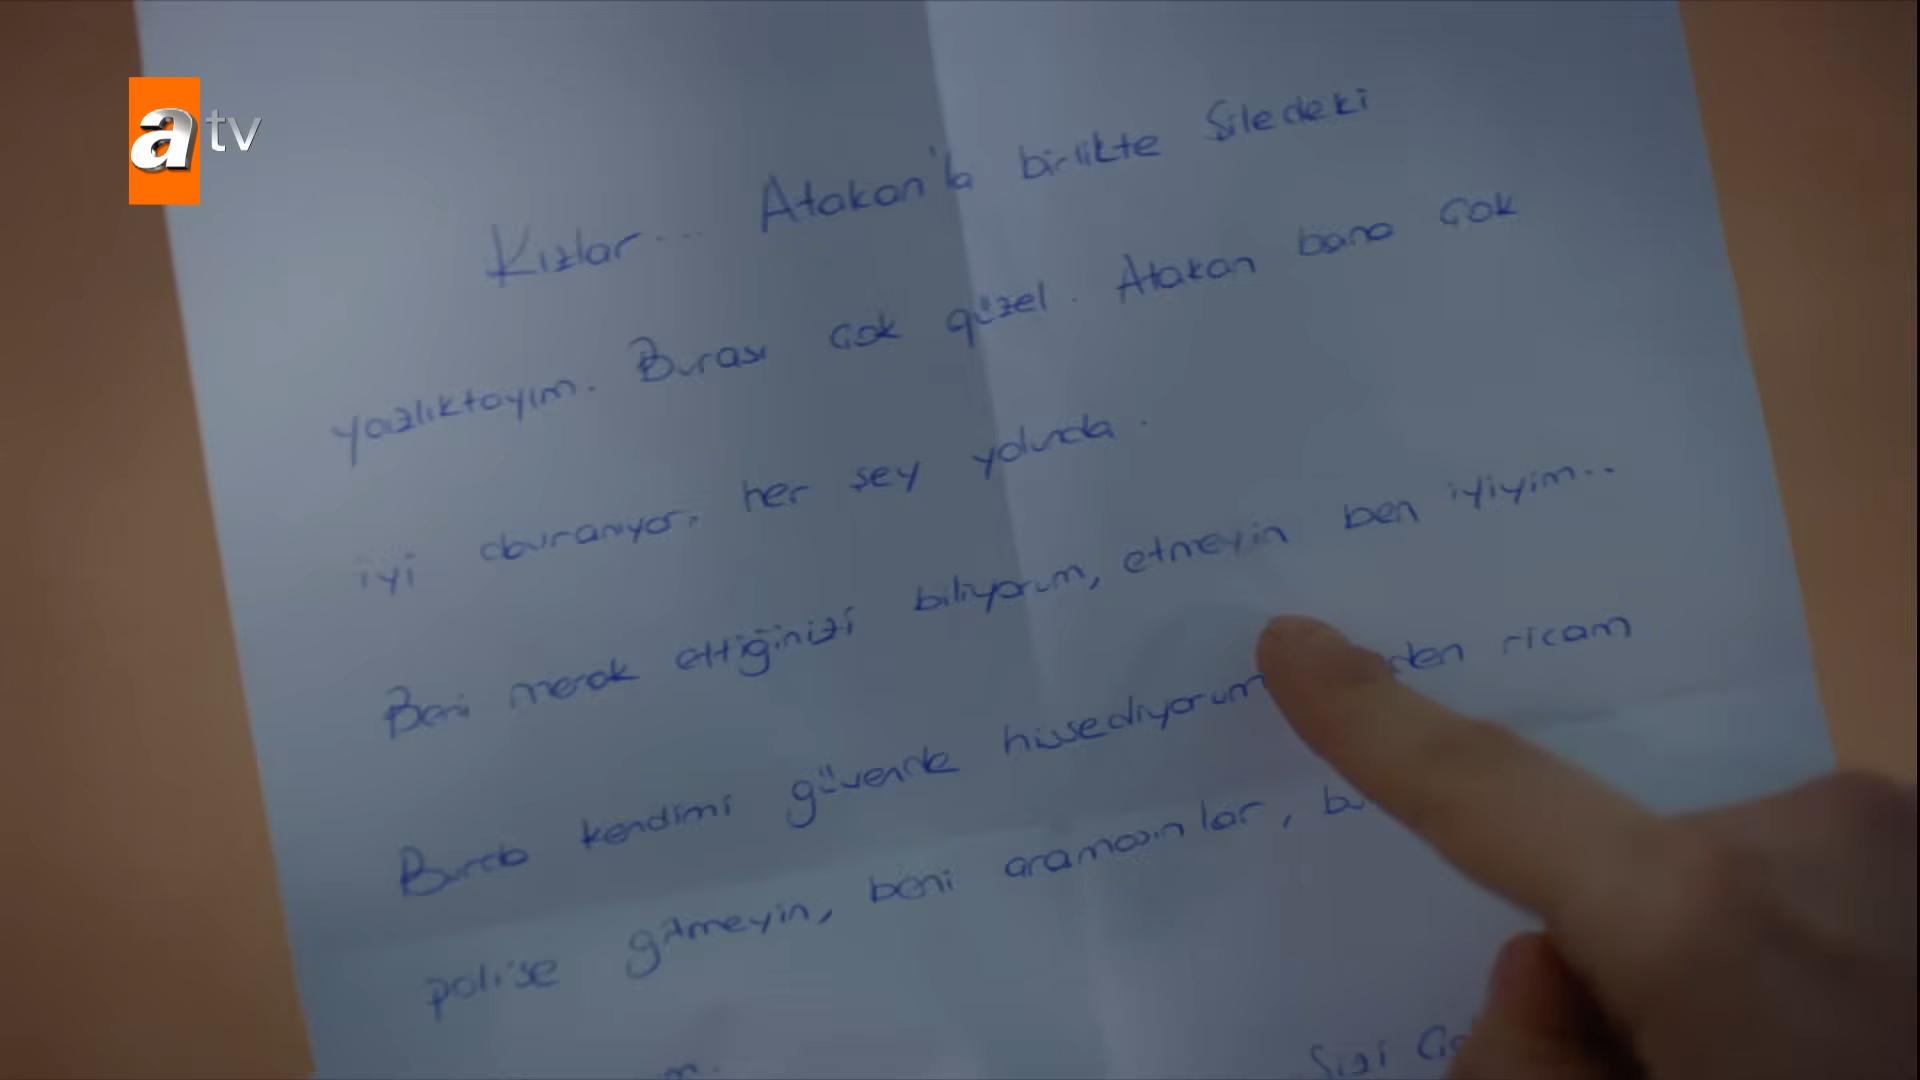 atv
Kızlar... Atakan'la birlikte Şiledeki
yazlıktayım. Burası çok güzel. Atakan bana çok
iyi davranıyor, her şey yolunda.
Beni merak ettiğinizi biliyorum, etmeyin ben iyiyim..
Burda kendimi güvende hissediyorum ricam
polise gitmeyin, beni aramasınlar,
Sizi